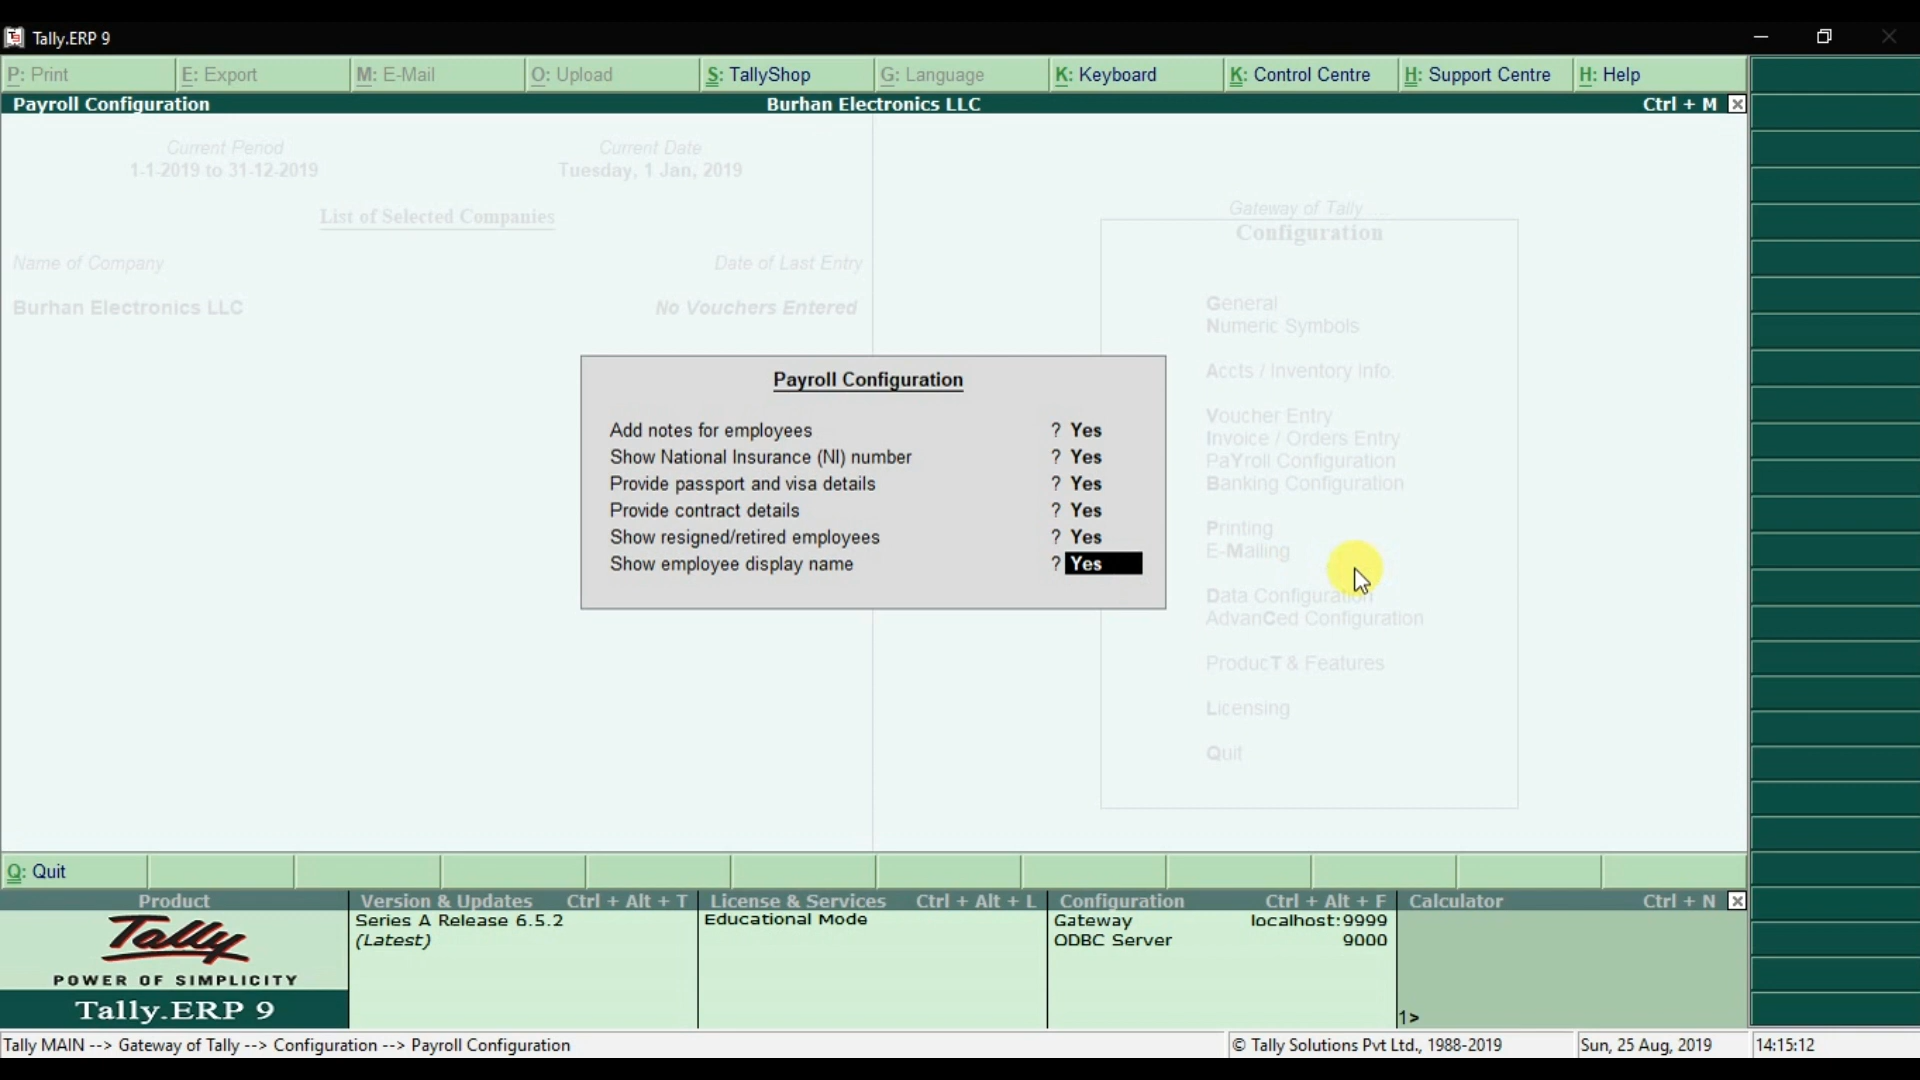 Tally.ERP 9
P: Print
E: Export
M: E-Mail
O: Upload
S: TallyShop
G: Language
K: Keyboard
K: Control Centre
H: Support Centre
H: Help
Payroll Configuration
Burhan Electronics LLC
Ctrl + M
Current Period
1-1-2019 to 31-12-2019
Current Date
Tuesday, 1 Jan, 2019
List of Selected Companies
Name of Company
Date of Last Entry
Burhan Electronics LLC
No Vouchers Entered
Gateway of Tally ....
Configuration
General
Numeric Symbols
Accts / Inventory Info.
Voucher Entry
Invoice / Orders Entry
PaYroll Configuration
Banking Configuration
Printing
E-Mailing
Data Configuration
AdvanCed Configuration
ProducT & Features
Licensing
Quit
Payroll Configuration
Add notes for employees ? Yes
Show National Insurance (NI) number ? Yes
Provide passport and visa details ? Yes
Provide contract details ? Yes
Show resigned/retired employees ? Yes
Show employee display name ? Yes
Q: Quit
Product
Tally
POWER OF SIMPLICITY
Tally.ERP 9
Version & Updates Ctrl + Alt + T
Series A Release 6.5.2
(Latest)
License & Services Ctrl + Alt + L
Educational Mode
Configuration Ctrl + Alt + F
Gateway localhost:9999
ODBC Server 9000
Calculator Ctrl + N
1>
Tally MAIN --> Gateway of Tally --> Configuration --> Payroll Configuration
© Tally Solutions Pvt Ltd., 1988-2019
Sun, 25 Aug, 2019
14:15:12